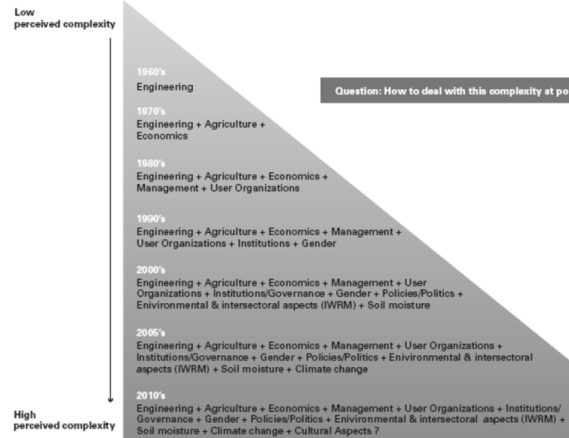 Low
perceived complexity
1960's
Engineering
Question: How to deal with this complexity at
1970's
Engineering + Agriculture +
Economics
1980's
Engineering + Agriculture + Economics +
Management + User Organizations
1990's
Engineering + Agriculture + Economics + Management +
User Organizations + Institutions + Gender
2000's
Engineering + Agriculture + Economics + Management + User
Organizations + Institutions/Governance + Gender + Policies/Politics +
Enivironmental & intersectoral aspects (IWRM) + Soil moisture
2005's
Engineering + Agriculture + Economics + Management + User Organizations +
Institutions/Governance + Gender + Policies/Politics + Enivironmental & intersectoral
aspects (IWRM) + Soil moisture + Climate change
2010's
Engineering + Agriculture + Economics + Management + User Organizations + Institutions/
Governance + Gender + Policies/Politics + Enivironmental & intersectoral aspects (IWRM) +
Soil moisture + Climate change + Cultural Aspects ?
High
perceived complexity